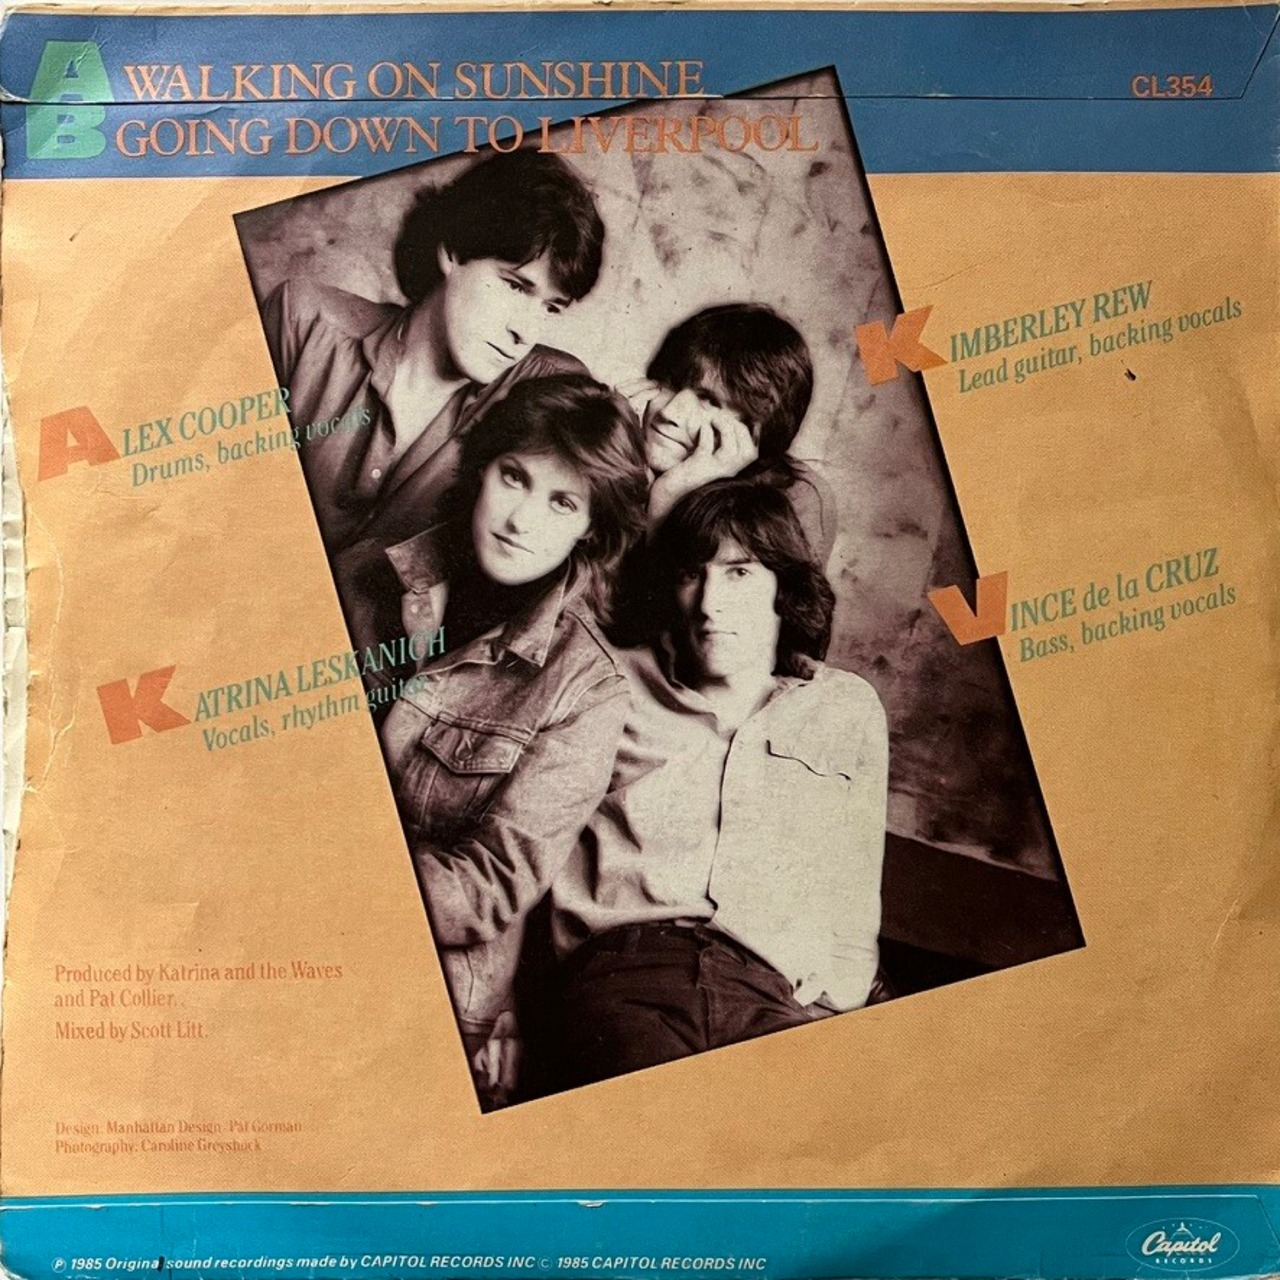 A WALKING ON SUNSHINE
CL354
B GOING DOWN TO LIVERPOOL
KIMBERLEY REW
Lead guitar, backing vocals
ALEX COOPER
Drums, backing vocals
VINCE de la CRUZ
Bass, backing vocals
KATRINA LESKANICH
Vocals, rhythm guitar
Produced by Katrina and the Waves
and Pat Collier.
Mixed by Scott Litt.
Design: Manhattan Design: Pat Gorman
Photography: Caroline Greyshock
℗ 1985 Original sound recordings made by CAPITOL RECORDS INC © 1985 CAPITOL RECORDS INC
Capitol
RECORDS